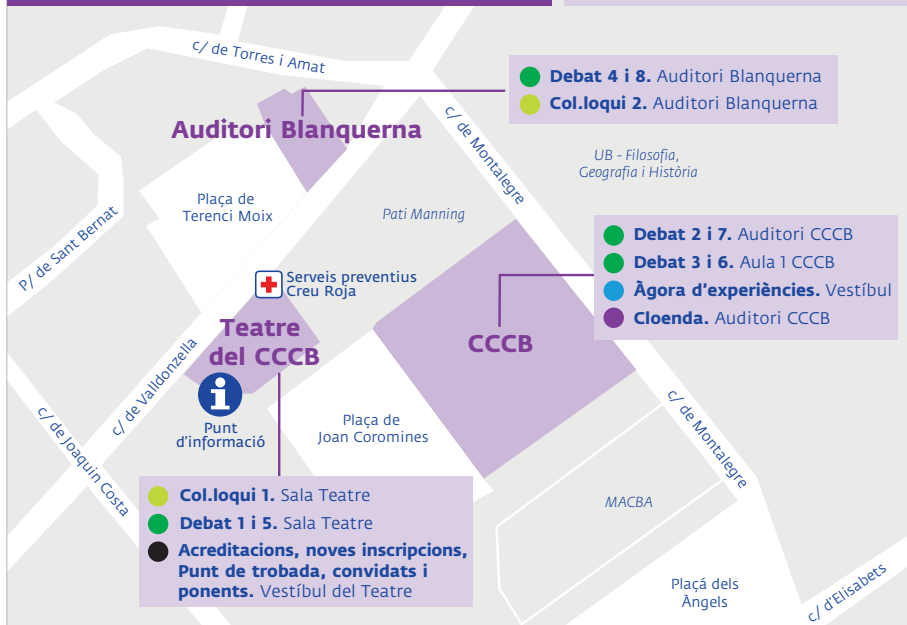 c/ de Torres i Amat
Debat 4 i 8. Auditori Blanquerna
Col.loqui 2. Auditori Blanquerna
Auditori Blanquerna
c/ de Montalegre
UB - Filosofia,
Geografia i Història
Plaça de
Terenci Moix
Pati Manning
P/ de Sant Bernat
Debat 2 i 7. Auditori CCCB
Debat 3 i 6. Aula 1 CCCB
Àgora d'experiències. Vestíbul
Cloenda. Auditori CCCB
Serveis preventius
Creu Roja
Teatre
del CCCB
CCCB
c/ de Valldonzella
i
Punt
d'informació
Plaça de
Joan Coromines
c/ de Joaquin Costa
c/ de Montalegre
Col.loqui 1. Sala Teatre
Debat 1 i 5. Sala Teatre
Acreditacions, noves inscripcions,
Punt de trobada, convidats i
ponents. Vestíbul del Teatre
MACBA
Plaçá dels
Àngels
c/ d'Elisabets